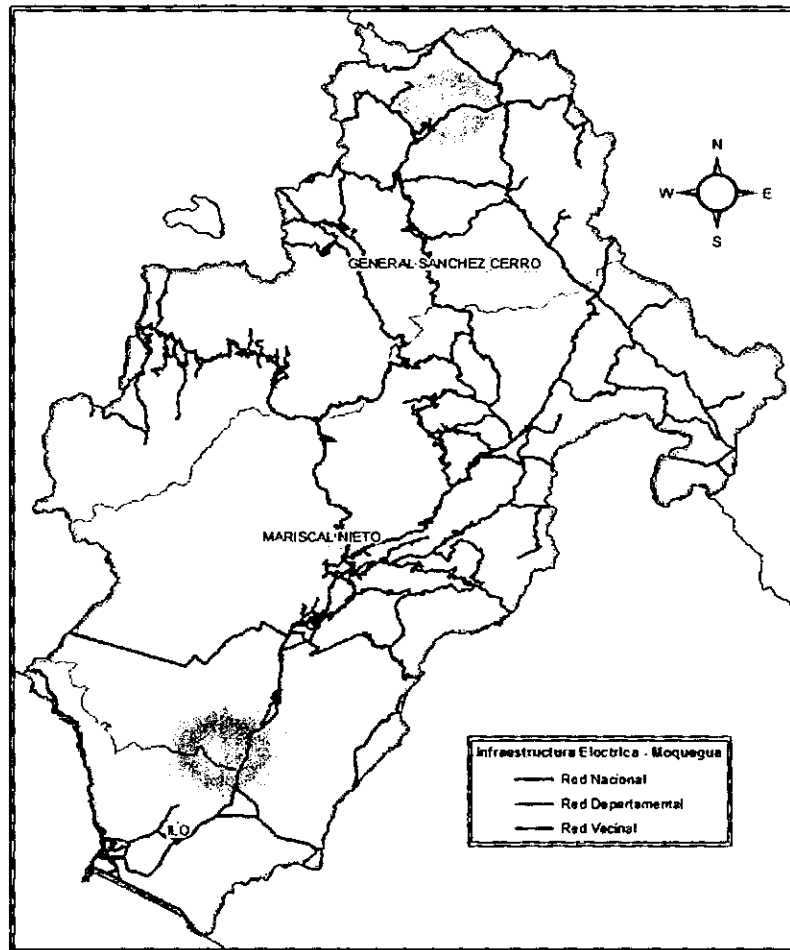 N
W E
S
GENERAL SANCHEZ CERRO
MARISCAL NIETO
ILO
Infraestructura Electrica - Moquegua
Red Nacional
Red Departamental
Red Vecinal